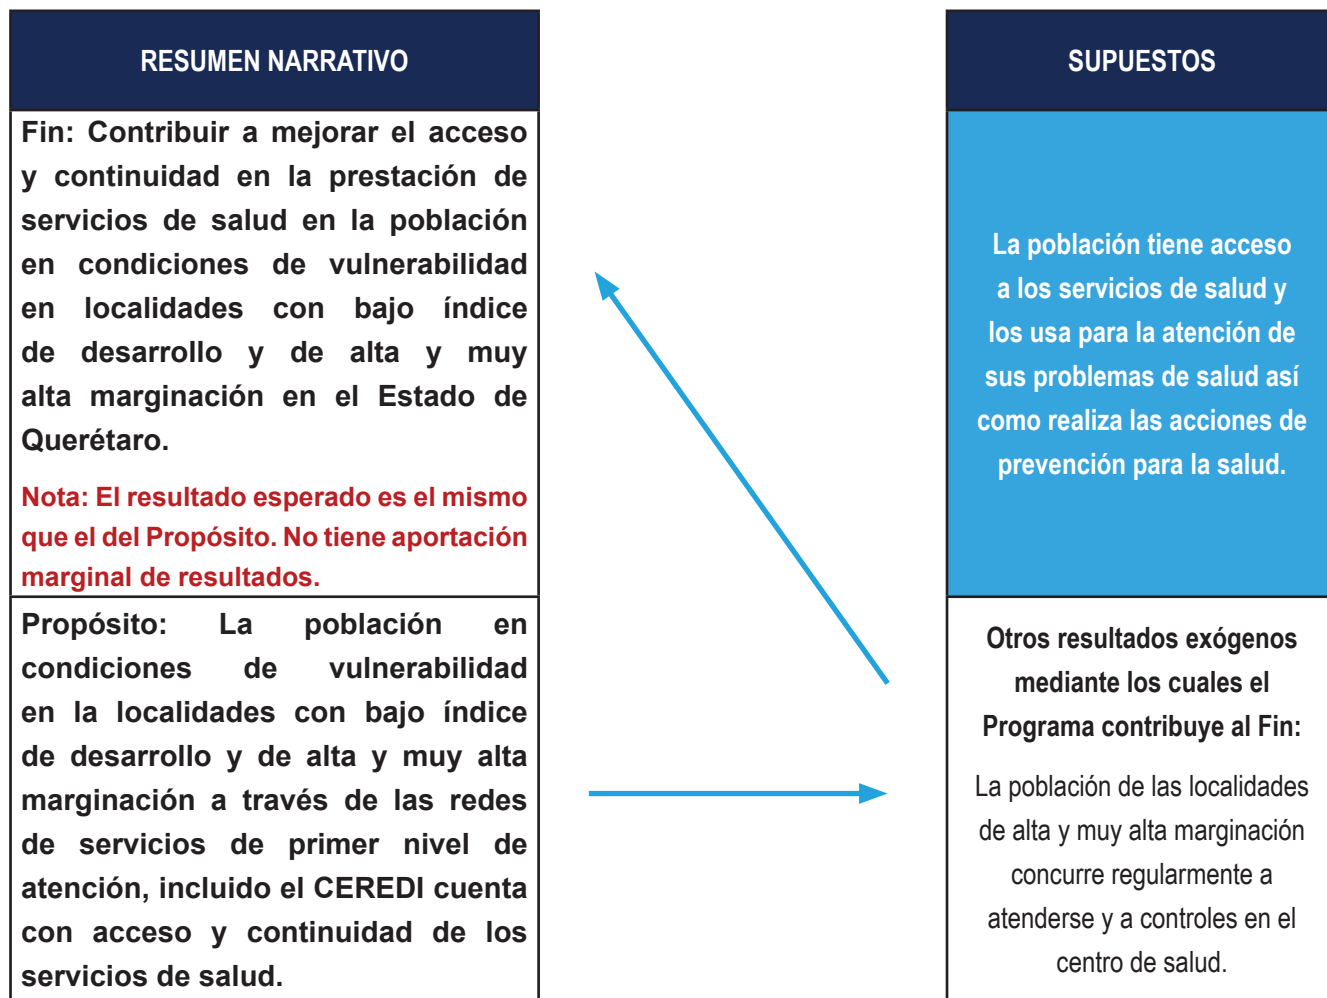 RESUMEN NARRATIVO
Fin: Contribuir a mejorar el acceso
y continuidad en la prestación de
servicios de salud en la población
en condiciones de vulnerabilidad
en localidades con bajo índice
de desarrollo y de alta y muy
alta marginación en el Estado de
Querétaro.
Nota: El resultado esperado es el mismo
que el del Propósito. No tiene aportación
marginal de resultados.
Propósito: La población en
condiciones de vulnerabilidad
en la localidades con bajo índice
de desarrollo y de alta y muy alta
marginación a través de las redes
de servicios de primer nivel de
atención, incluido el CEREDI cuenta
con acceso y continuidad de los
servicios de salud.
SUPUESTOS
La población tiene acceso
a los servicios de salud y
los usa para la atención de
sus problemas de salud así
como realiza las acciones de
prevención para la salud.
Otros resultados exógenos
mediante los cuales el
Programa contribuye al Fin:
La población de las localidades
de alta y muy alta marginación
concurre regularmente a
atenderse y a controles en el
centro de salud.